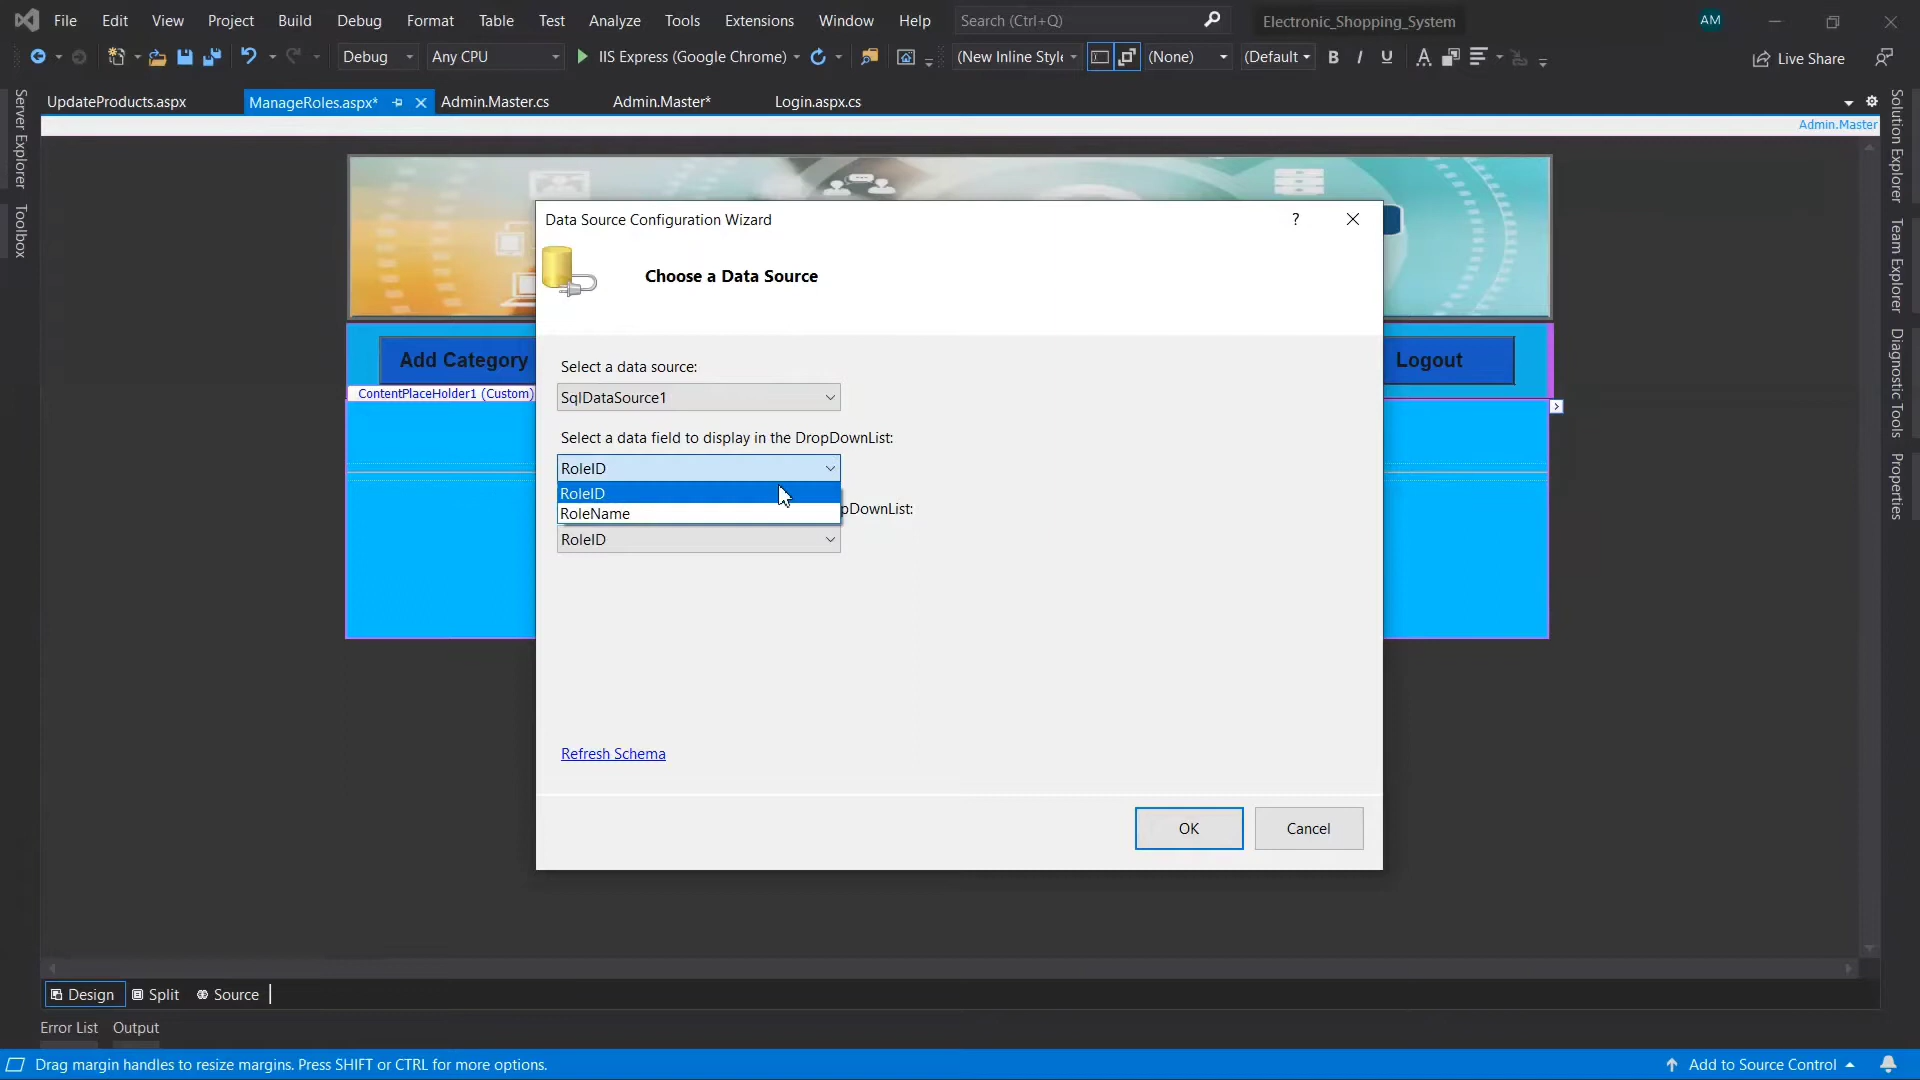 File Edit View Project Build Debug Format Table Test Analyze Tools Extensions Window Help Search (Ctrl+Q) Electronic_Shopping_System AM
Debug Any CPU IIS Express (Google Chrome) (New Inline Style (None) (Default B I U A Live Share
UpdateProducts.aspx ManageRoles.aspx* Admin.Master.cs Admin.Master* Login.aspx.cs
Admin.Master
Server Explorer
Toolbox
Solution Explorer
Team Explorer
Diagnostic Tools
Properties
Data Source Configuration Wizard ?
Choose a Data Source
Add Category
Logout
ContentPlaceHolder1 (Custom)
Select a data source:
SqlDataSource1
Select a data field to display in the DropDownList:
RoleID
RoleID
RoleName
pDownList:
RoleID
Refresh Schema
OK Cancel
Design Split Source
Error List Output
Drag margin handles to resize margins. Press SHIFT or CTRL for more options. Add to Source Control